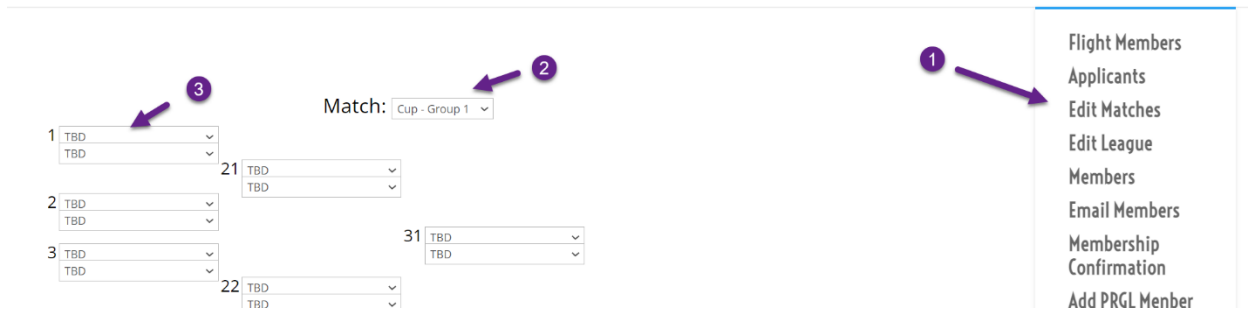 Flight Members
1
Applicants
2
3
Edit Matches
Match: Cup - Group 1
1 TBD
TBD
Edit League
21 TBD
TBD
Members
2 TBD
TBD
Email Members
31 TBD
TBD
3 TBD
TBD
Membership
Confirmation
22 TBD
TBD
Add PRGL Menber